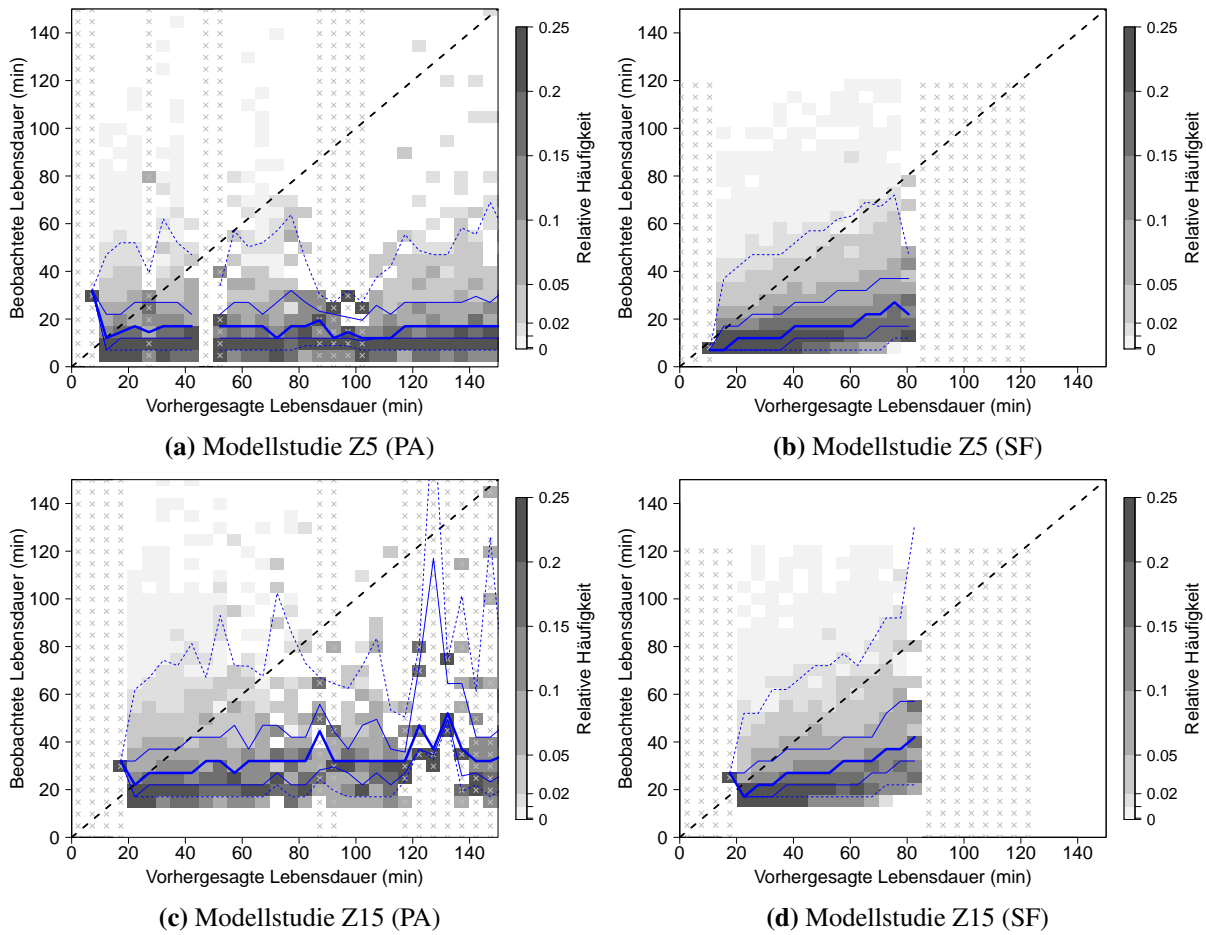 0 20 40 60 80 100 120 140
0 20 40 60 80 100 120 140
Vorhergesagte Lebensdauer (min)
Beobachtete Lebensdauer (min)
0 0.02 0.05 0.1 0.15 0.2 0.25
Relative Häufigkeit
(a) Modellstudie Z5 (PA)
0 20 40 60 80 100 120 140
0 20 40 60 80 100 120 140
Vorhergesagte Lebensdauer (min)
Beobachtete Lebensdauer (min)
0 0.02 0.05 0.1 0.15 0.2 0.25
Relative Häufigkeit
(b) Modellstudie Z5 (SF)
0 20 40 60 80 100 120 140
0 20 40 60 80 100 120 140
Vorhergesagte Lebensdauer (min)
Beobachtete Lebensdauer (min)
0 0.02 0.05 0.1 0.15 0.2 0.25
Relative Häufigkeit
(c) Modellstudie Z15 (PA)
0 20 40 60 80 100 120 140
0 20 40 60 80 100 120 140
Vorhergesagte Lebensdauer (min)
Beobachtete Lebensdauer (min)
0 0.02 0.05 0.1 0.15 0.2 0.25
Relative Häufigkeit
(d) Modellstudie Z15 (SF)